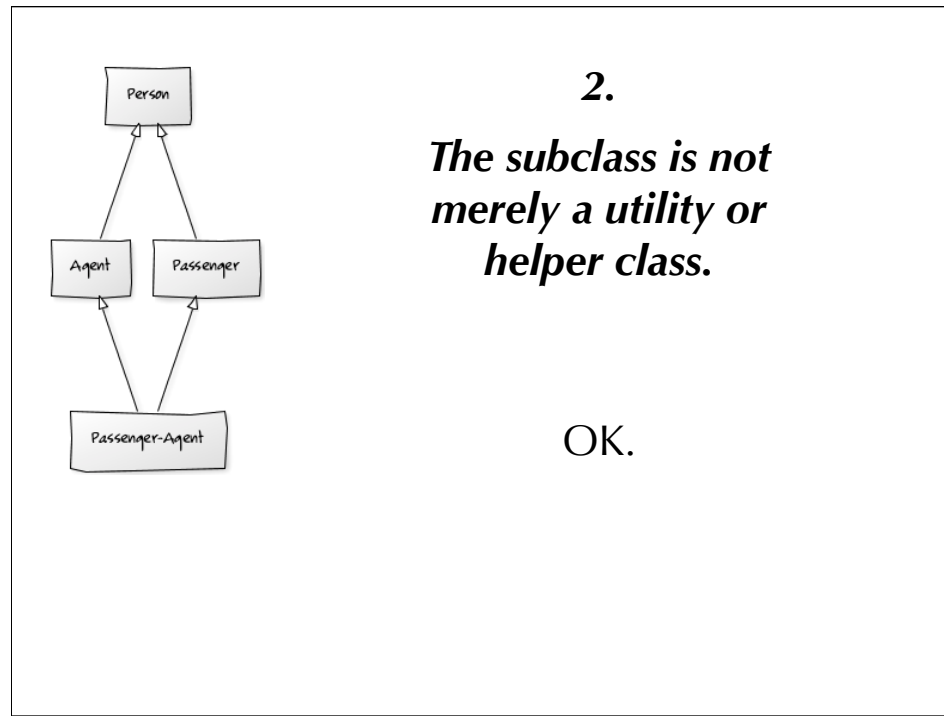 Person
Agent
Passenger
Passenger-Agent
2.
The subclass is not
merely a utility or
helper class.
OK.